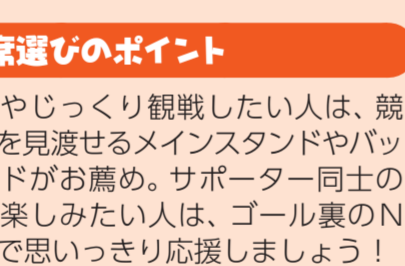 席選びのポイント
やじっくり観戦したい人は、競
を見渡せるメインスタンドやバッ
ドがお薦め。サポーター同士の
楽しみたい人は、ゴール裏のN
で思いっきり応援しましょう！